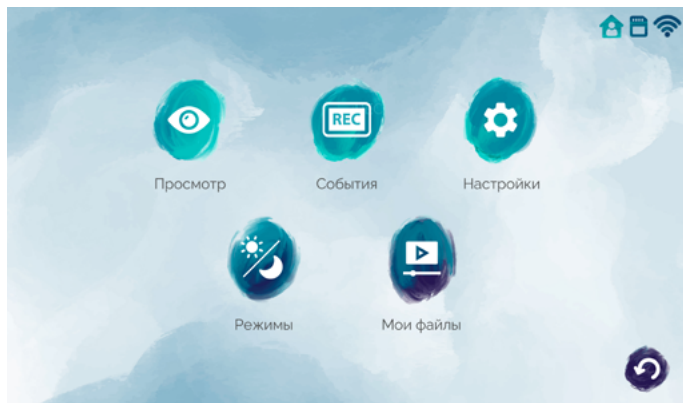 REC
Просмотр
События
Настройки
Режимы
Мои файлы